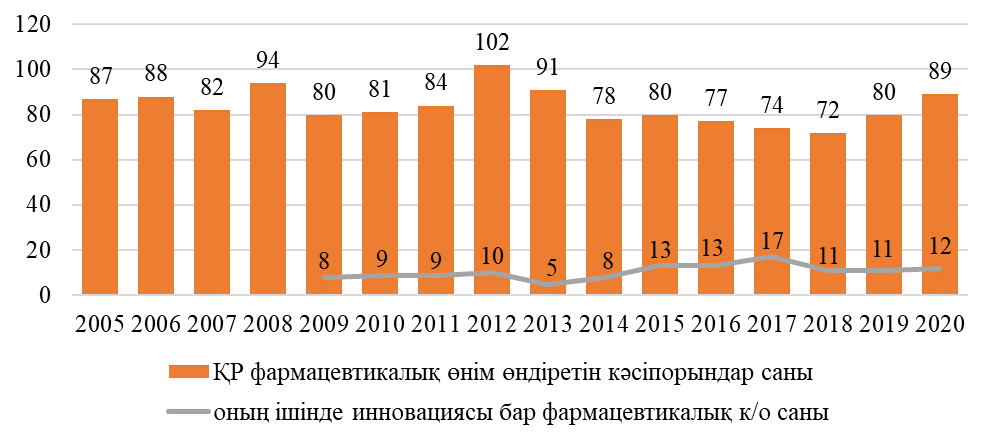 120
100
80
60
40
20
0
87 88 82 94 80 81 84 102 91 78 80 77 74 72 80 89
8 9 9 10 5 8 13 13 17 11 11 12
2005 2006 2007 2008 2009 2010 2011 2012 2013 2014 2015 2016 2017 2018 2019 2020
ҚР фармацевтикалық өнім өндіретін кәсіпорындар саны
оның ішінде инновациясы бар фармацевтикалық к/о саны